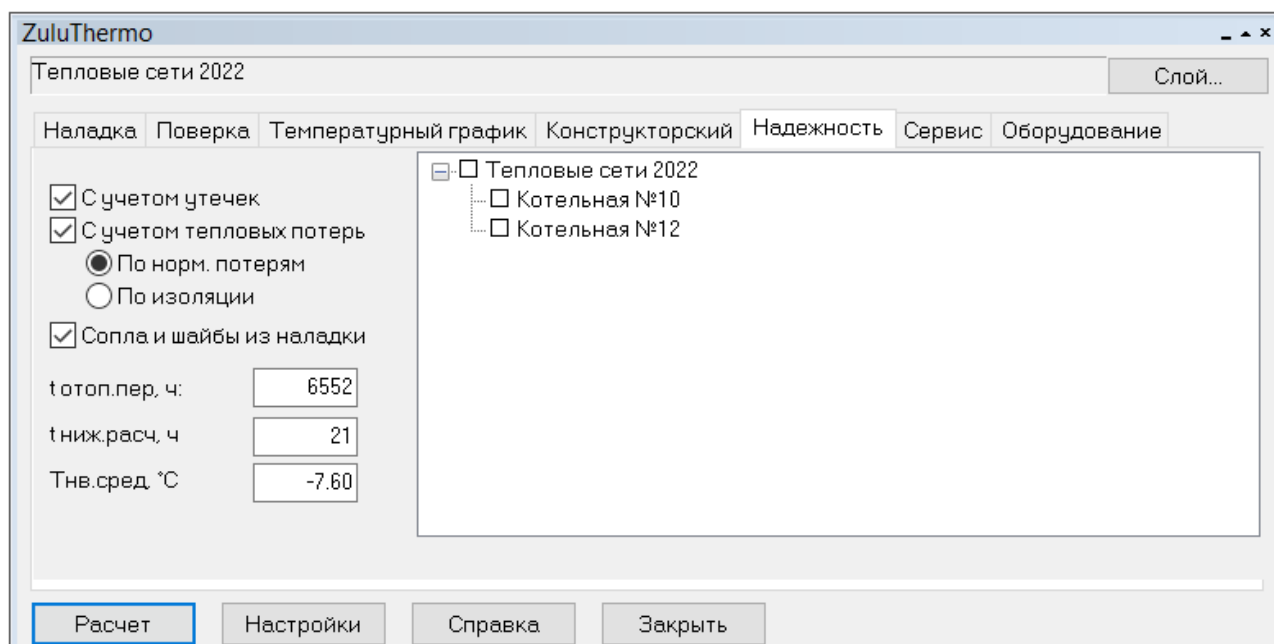 ZuluThermo
Тепловые сети 2022
Слой...
Наладка Поверка Температурный график Конструкторский Надежность Сервис Оборудование
С учетом утечек
С учетом тепловых потерь
По норм. потерям
По изоляции
Сопла и шайбы из наладки
t отоп.пер, ч: 6552
t ниж.расч, ч 21
Tнв.сред, °C -7.60
Тепловые сети 2022
Котельная №10
Котельная №12
Расчет Настройки Справка Закрыть